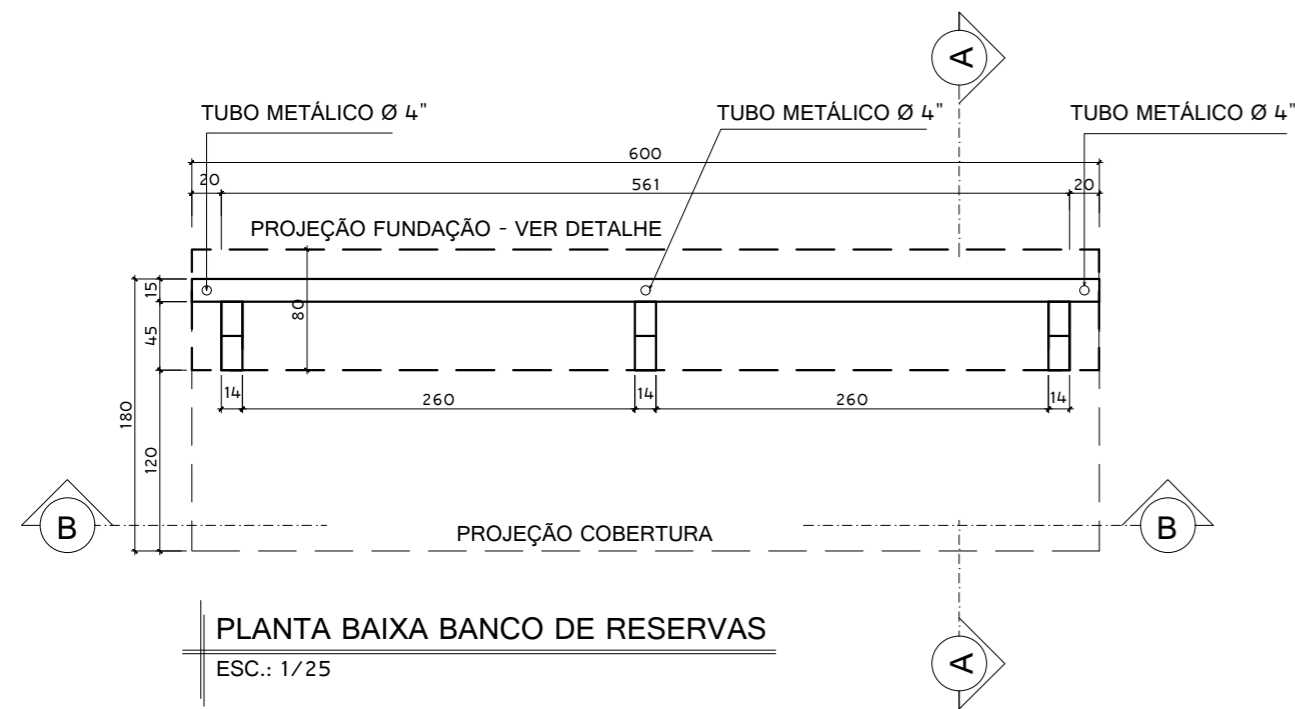 A
TUBO METÁLICO Ø 4"
TUBO METÁLICO Ø 4"
TUBO METÁLICO Ø 4"
600
20
561
20
PROJEÇÃO FUNDAÇÃO - VER DETALHE
15
80
45
14
260
14
260
14
180
120
B
PROJEÇÃO COBERTURA
B
PLANTA BAIXA BANCO DE RESERVAS
ESC.: 1/25
A